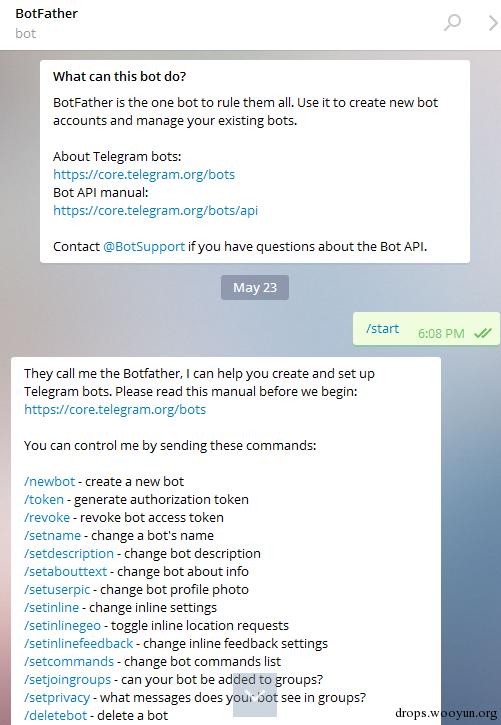 BotFather
bot
What can this bot do?
BotFather is the one bot to rule them all. Use it to create new bot
accounts and manage your existing bots.
About Telegram bots:
https://core.telegram.org/bots
Bot API manual:
https://core.telegram.org/bots/api
Contact @BotSupport if you have questions about the Bot API.
May 23
/start 6:08 PM
They call me the Botfather, I can help you create and set up
Telegram bots. Please read this manual before we begin:
https://core.telegram.org/bots
You can control me by sending these commands:
/newbot - create a new bot
/token - generate authorization token
/revoke - revoke bot access token
/setname - change a bot's name
/setdescription - change bot description
/setabouttext - change bot about info
/setuserpic - change bot profile photo
/setinline - change inline settings
/setinlinegeo - toggle inline location requests
/setinlinefeedback - change inline feedback settings
/setcommands - change bot commands list
/setjoingroups - can your bot be added to groups?
/setprivacy - what messages does your bot see in groups?
/deletebot - delete a bot
drops.wooyun.org